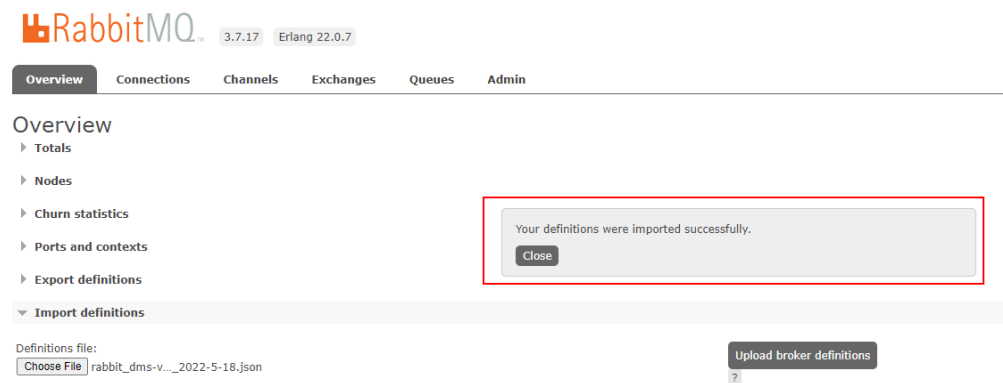 RabbitMQ TM 3.7.17 Erlang 22.0.7
Overview Connections Channels Exchanges Queues Admin
Overview
Totals
Nodes
Churn statistics
Ports and contexts
Export definitions
Your definitions were imported successfully.
Close
Import definitions
Definitions file:
Choose File rabbit_dms-v..._2022-5-18.json
Upload broker definitions
?